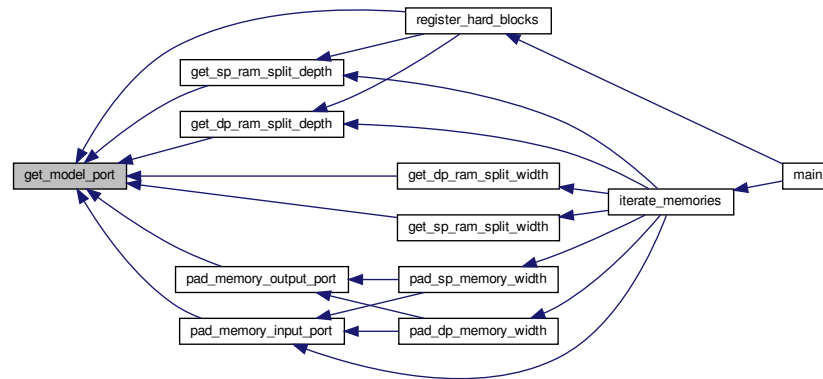 register_hard_blocks
get_sp_ram_split_depth
get_dp_ram_split_depth
get_model_port
get_dp_ram_split_width
main
iterate_memories
get_sp_ram_split_width
pad_memory_output_port
pad_sp_memory_width
pad_memory_input_port
pad_dp_memory_width